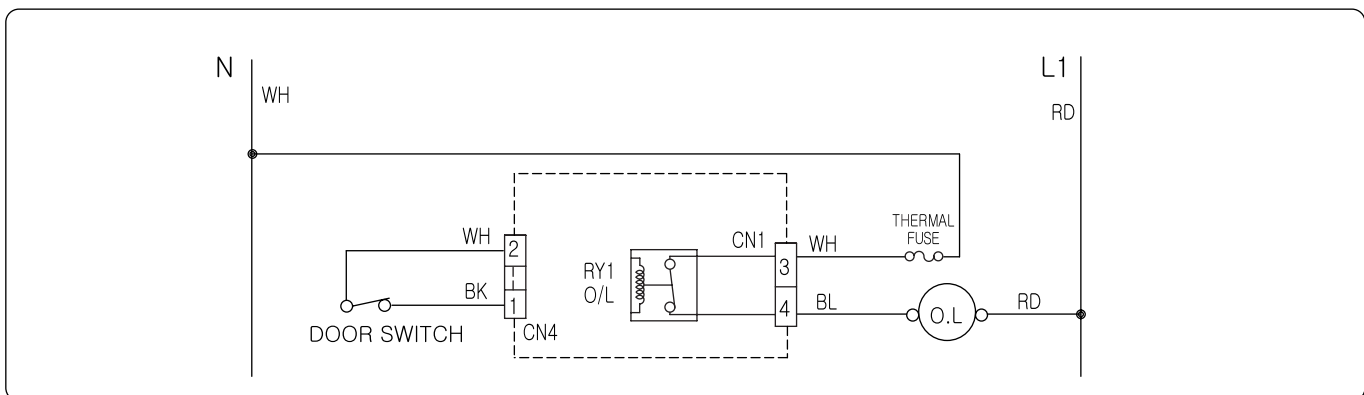 N
L1
WH
RD
THERMAL
FUSE
WH
2
CN1
WH
3
RY1
O/L
BK
1
4
BL
O.L
RD
DOOR SWITCH
CN4